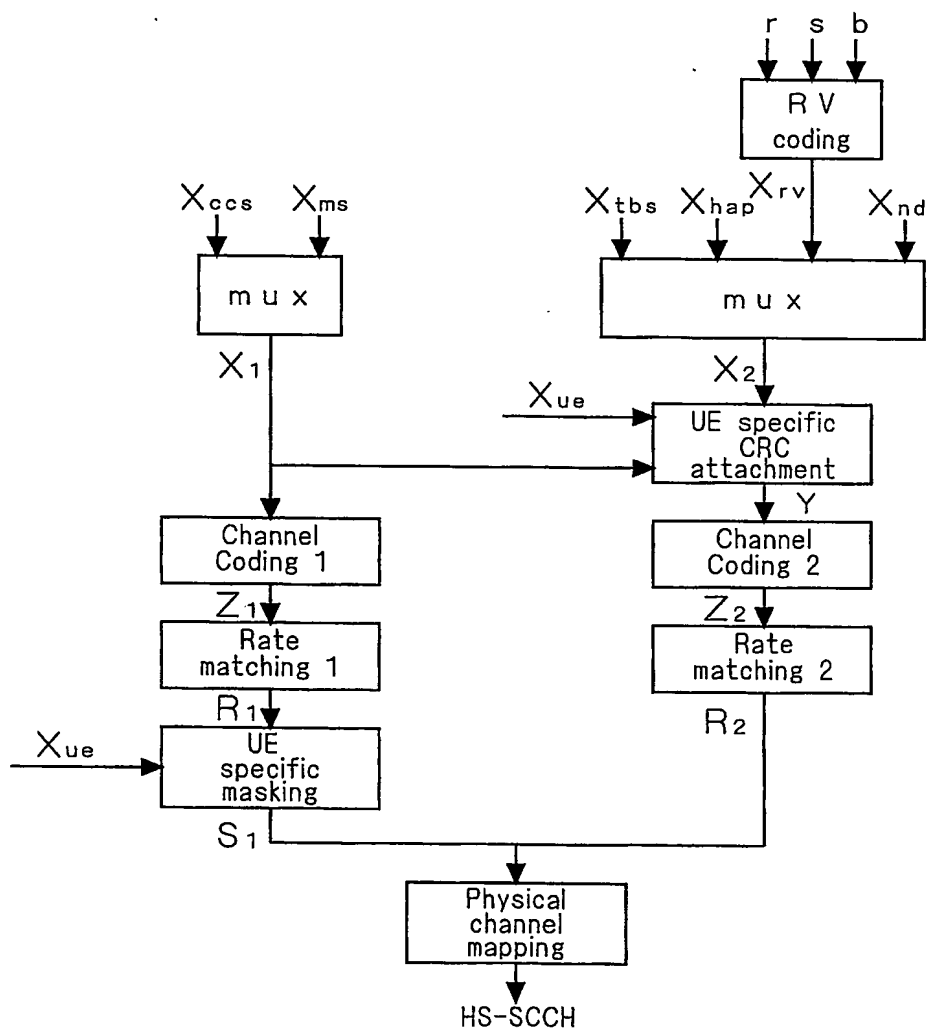 r s b
R V
coding
Xccs Xms
Xtbs Xhap Xrv Xnd
mux
mux
X1
X2
Xue
UE specific
CRC
attachment
Y
Channel
Coding 1
Channel
Coding 2
Z1
Z2
Rate
matching 1
Rate
matching 2
R1
R2
Xue
UE
specific
masking
S1
Physical
channel
mapping
HS-SCCH